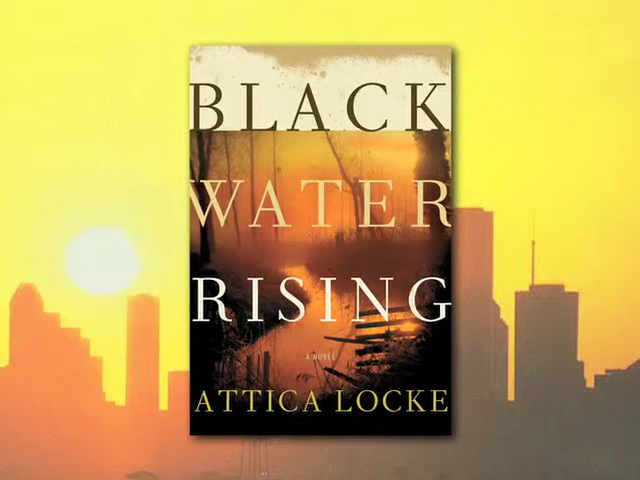 BLACK
WATER
RISING
A NOVEL
ATTICA LOCKE